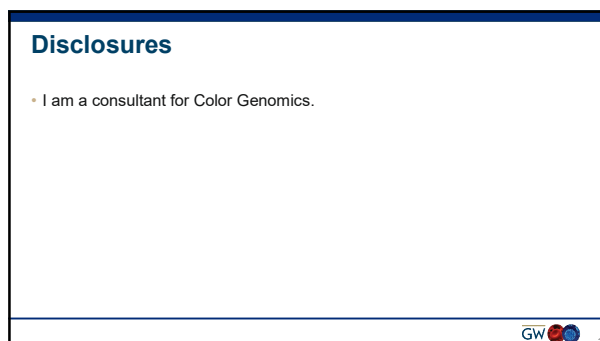 Disclosures
• I am a consultant for Color Genomics.
GW